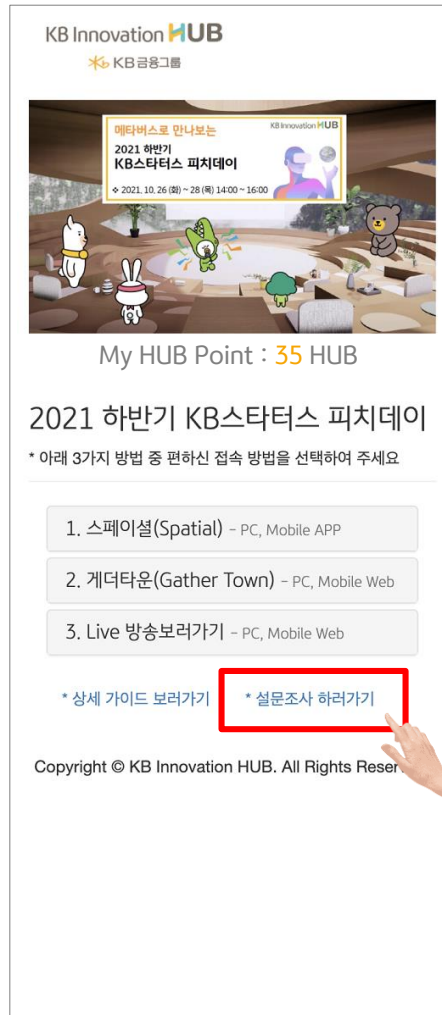 KB Innovation HUB
KB금융그룹
메타버스로 만나보는
KB Innovation HUB
2021 하반기
KB스타터스 피치데이
❖ 2021. 10. 26 (화) ~ 28 (목) 14:00 ~ 16:00
My HUB Point : 35 HUB
2021 하반기 KB스타터스 피치데이
* 아래 3가지 방법 중 편하신 접속 방법을 선택하여 주세요
1. 스페이셜(Spatial) - PC, Mobile APP
2. 게더타운(Gather Town) - PC, Mobile Web
3. Live 방송보러가기 - PC, Mobile Web
* 상세 가이드 보러가기 * 설문조사 하러가기
Copyright © KB Innovation HUB. All Rights